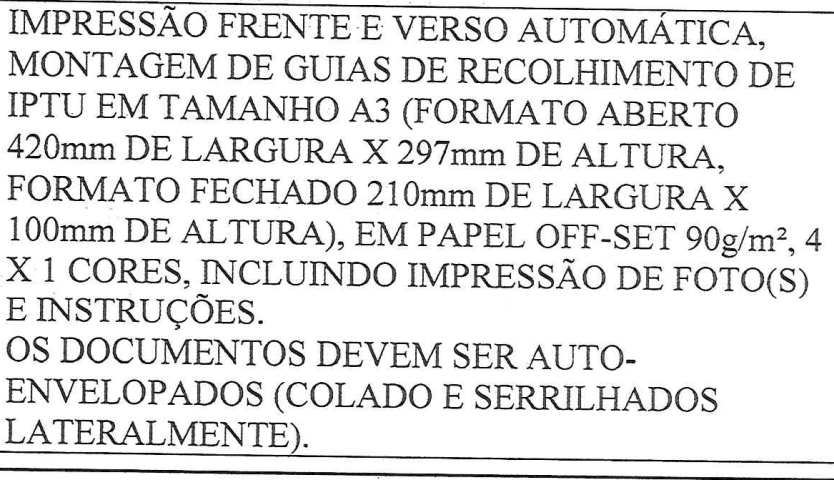 IMPRESSÃO FRENTE E VERSO AUTOMÁTICA,
MONTAGEM DE GUIAS DE RECOLHIMENTO DE
IPTU EM TAMANHO A3 (FORMATO ABERTO
420mm DE LARGURA X 297mm DE ALTURA,
FORMATO FECHADO 210mm DE LARGURA X
100mm DE ALTURA), EM PAPEL OFF-SET 90g/m², 4
X 1 CORES, INCLUINDO IMPRESSÃO DE FOTO(S)
E INSTRUÇÕES.
OS DOCUMENTOS DEVEM SER AUTO-
ENVELOPADOS (COLADO E SERRILHADOS
LATERALMENTE).